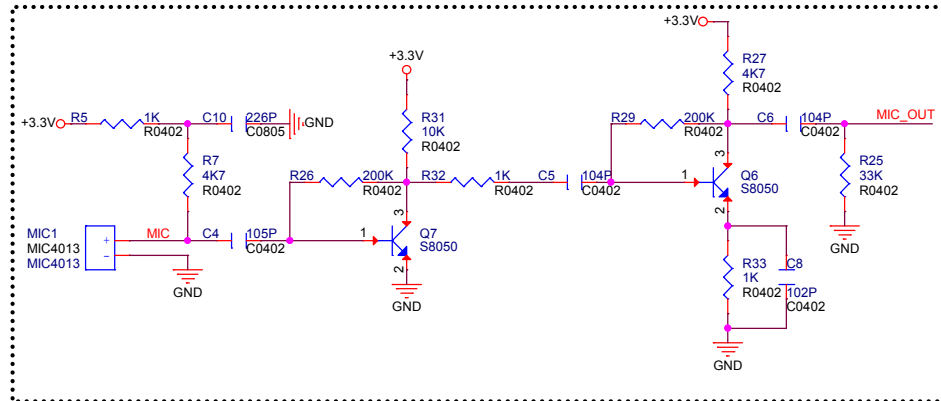 +3.3V
R27
4K7
R0402
+3.3V
R31
10K
R0402
+3.3V
R5
1K
R0402
C10
226P
C0805
GND
R7
4K7
R0402
R26
200K
R0402
R32
1K
R0402
C5
104P
C0402
R29
200K
R0402
C6
104P
C0402
MIC_OUT
R25
33K
R0402
GND
3
1
Q6
S8050
2
MIC1
MIC4013
MIC4013
+
-
MIC
C4
105P
C0402
GND
3
1
Q7
S8050
2
GND
R33
1K
R0402
C8
102P
C0402
GND